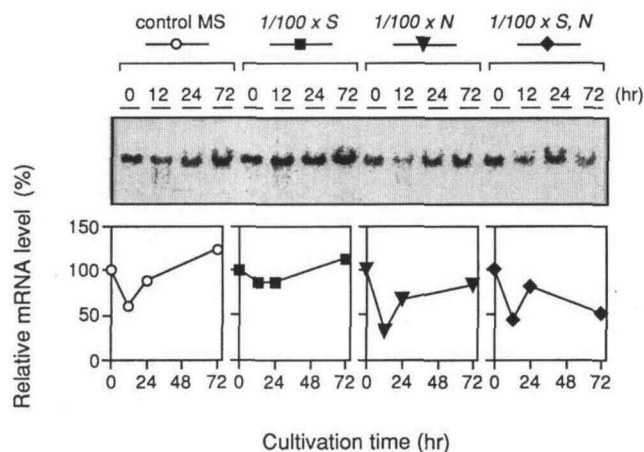 control MS 1/100 x S 1/100 x N 1/100 x S, N
0 12 24 72 0 12 24 72 0 12 24 72 0 12 24 72 (hr)
Relative mRNA level (%)
150
100
50
0
0 24 48 72 0 24 48 72 0 24 48 72 0 24 48 72
Cultivation time (hr)